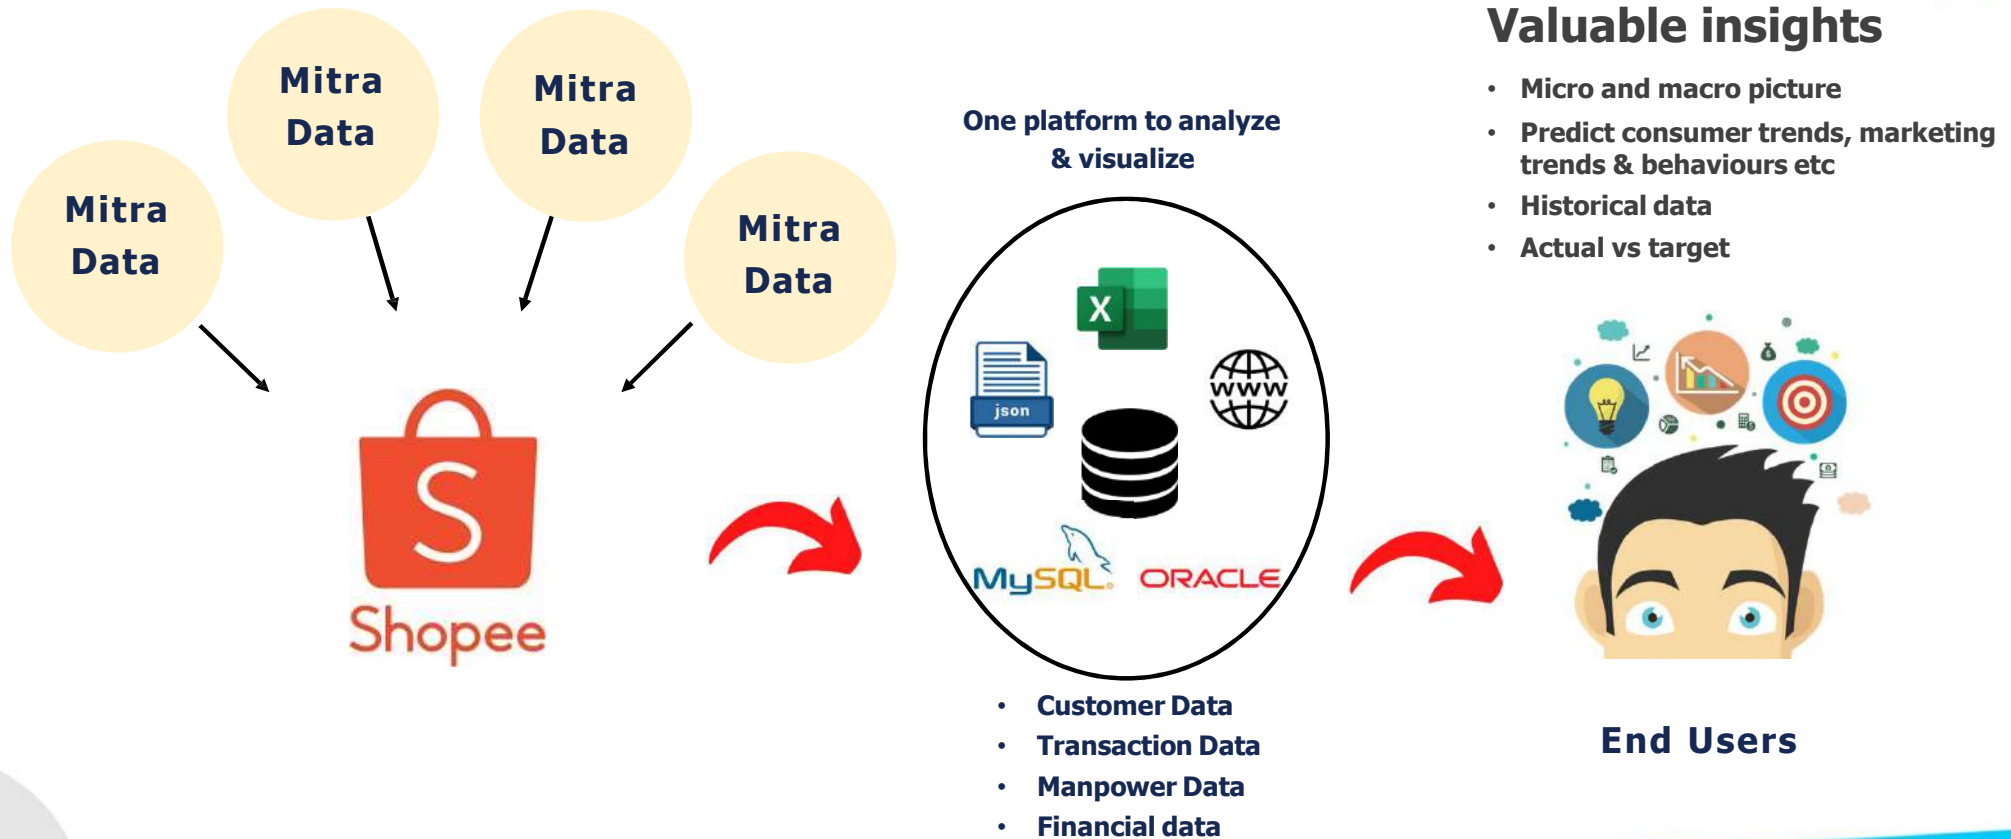 Mitra
Data
Mitra
Data
Mitra
Data
Mitra
Data
S
Shopee
One platform to analyze
& visualize
X
json
www
MySQL
ORACLE
• Customer Data
• Transaction Data
• Manpower Data
• Financial data
Valuable insights
• Micro and macro picture
• Predict consumer trends, marketing
trends & behaviours etc
• Historical data
• Actual vs target
End Users